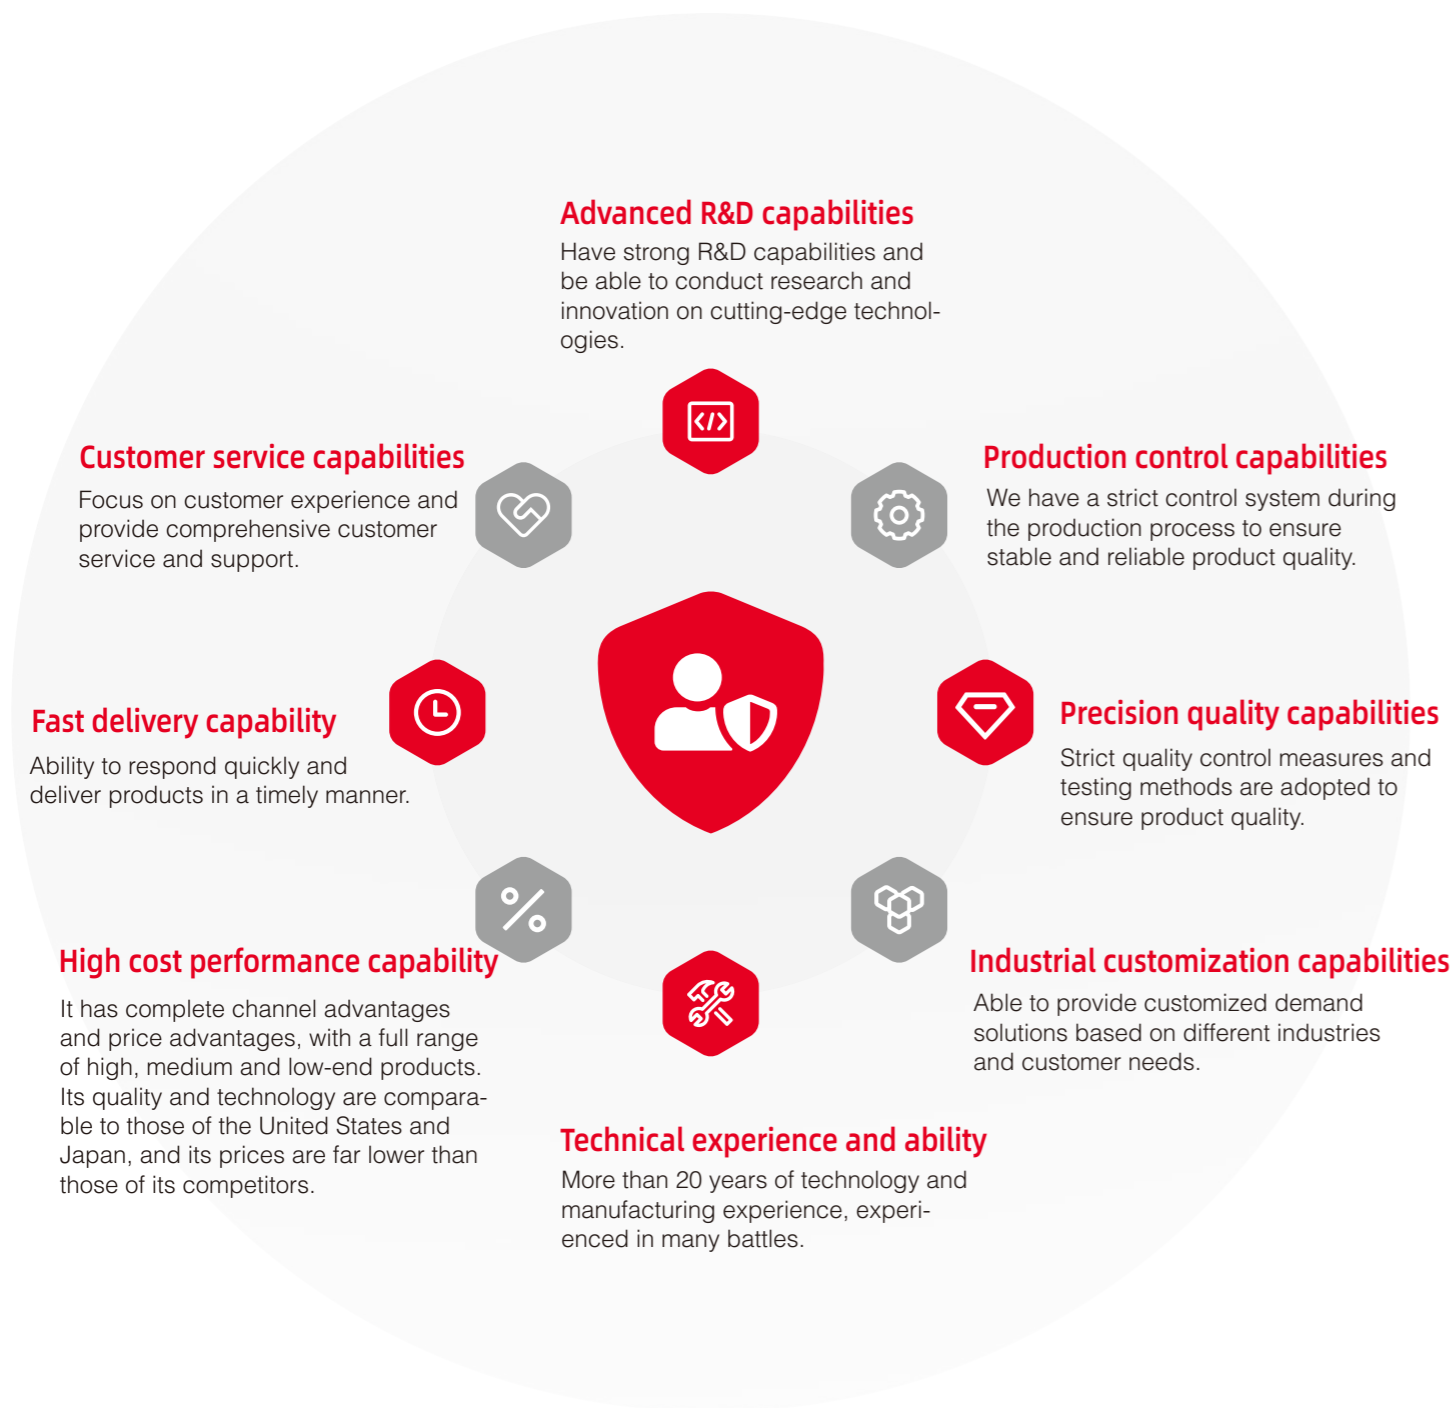 Advanced R&D capabilities
Have strong R&D capabilities and
be able to conduct research and
innovation on cutting-edge technol-
ogies.
Customer service capabilities
Focus on customer experience and
provide comprehensive customer
service and support.
Production control capabilities
We have a strict control system during
the production process to ensure
stable and reliable product quality.
Fast delivery capability
Ability to respond quickly and
deliver products in a timely manner.
Precision quality capabilities
Strict quality control measures and
testing methods are adopted to
ensure product quality.
High cost performance capability
It has complete channel advantages
and price advantages, with a full range
of high, medium and low-end products.
Its quality and technology are compara-
ble to those of the United States and
Japan, and its prices are far lower than
those of its competitors.
Industrial customization capabilities
Able to provide customized demand
solutions based on different industries
and customer needs.
Technical experience and ability
More than 20 years of technology and
manufacturing experience, experi-
enced in many battles.